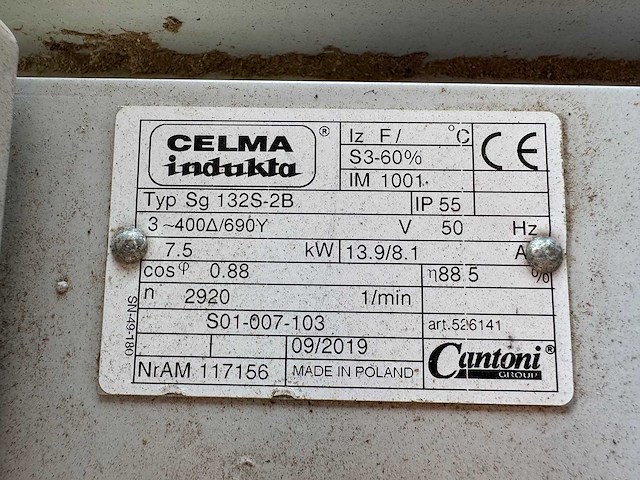 CELMA ®
indukta
Iz F/ °C
S3-60%
IM 1001
CE
Typ Sg 132S-2B IP 55
3~400Δ/690Y V 50 Hz
7.5 kW 13.9/8.1 A
cosφ 0.88 η88.5 %
n 2920 1/min
S01-007-103 art.526141
09/2019
NrAM 117156 MADE IN POLAND
Cantoni ®
GROUP
SN-49-180